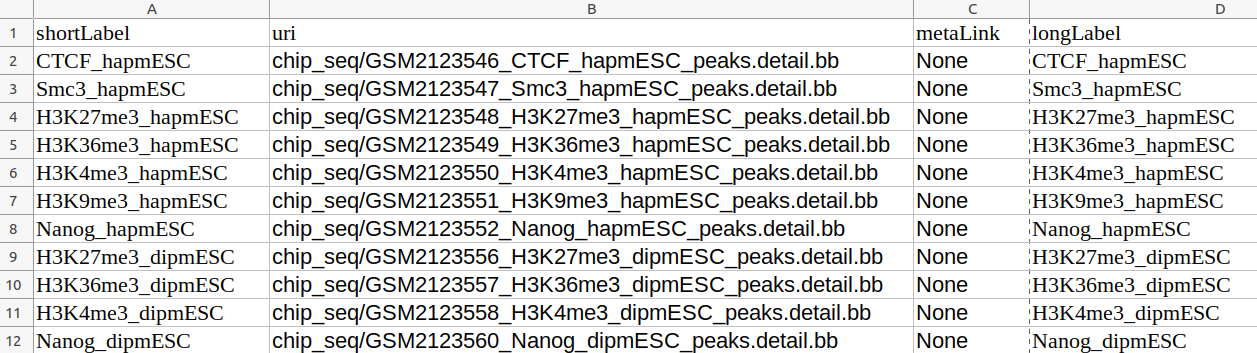 A B C D
1 shortLabel uri metaLink longLabel
2 CTCF_hapmESC chip_seq/GSM2123546_CTCF_hapmESC_peaks.detail.bb None CTCF_hapmESC
3 Smc3_hapmESC chip_seq/GSM2123547_Smc3_hapmESC_peaks.detail.bb None Smc3_hapmESC
4 H3K27me3_hapmESC chip_seq/GSM2123548_H3K27me3_hapmESC_peaks.detail.bb None H3K27me3_hapmESC
5 H3K36me3_hapmESC chip_seq/GSM2123549_H3K36me3_hapmESC_peaks.detail.bb None H3K36me3_hapmESC
6 H3K4me3_hapmESC chip_seq/GSM2123550_H3K4me3_hapmESC_peaks.detail.bb None H3K4me3_hapmESC
7 H3K9me3_hapmESC chip_seq/GSM2123551_H3K9me3_hapmESC_peaks.detail.bb None H3K9me3_hapmESC
8 Nanog_hapmESC chip_seq/GSM2123552_Nanog_hapmESC_peaks.detail.bb None Nanog_hapmESC
9 H3K27me3_dipmESC chip_seq/GSM2123556_H3K27me3_dipmESC_peaks.detail.bb None H3K27me3_dipmESC
10 H3K36me3_dipmESC chip_seq/GSM2123557_H3K36me3_dipmESC_peaks.detail.bb None H3K36me3_dipmESC
11 H3K4me3_dipmESC chip_seq/GSM2123558_H3K4me3_dipmESC_peaks.detail.bb None H3K4me3_dipmESC
12 Nanog_dipmESC chip_seq/GSM2123560_Nanog_dipmESC_peaks.detail.bb None Nanog_dipmESC